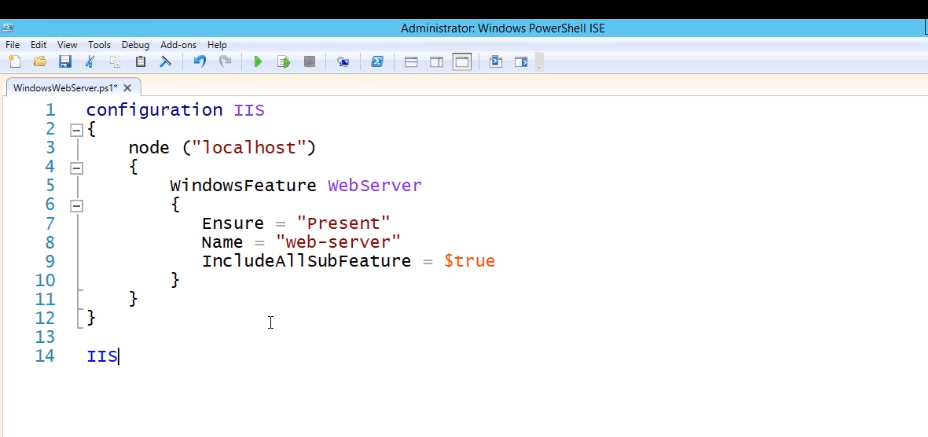 Administrator: Windows PowerShell ISE
File Edit View Tools Debug Add-ons Help
WindowsWebServer.ps1* X
1 configuration IIS
2 {
3 node ("localhost")
4 {
5 WindowsFeature WebServer
6 {
7 Ensure = "Present"
8 Name = "web-server"
9 IncludeAllSubFeature = $true
10 }
11 }
12 }
13
14 IIS